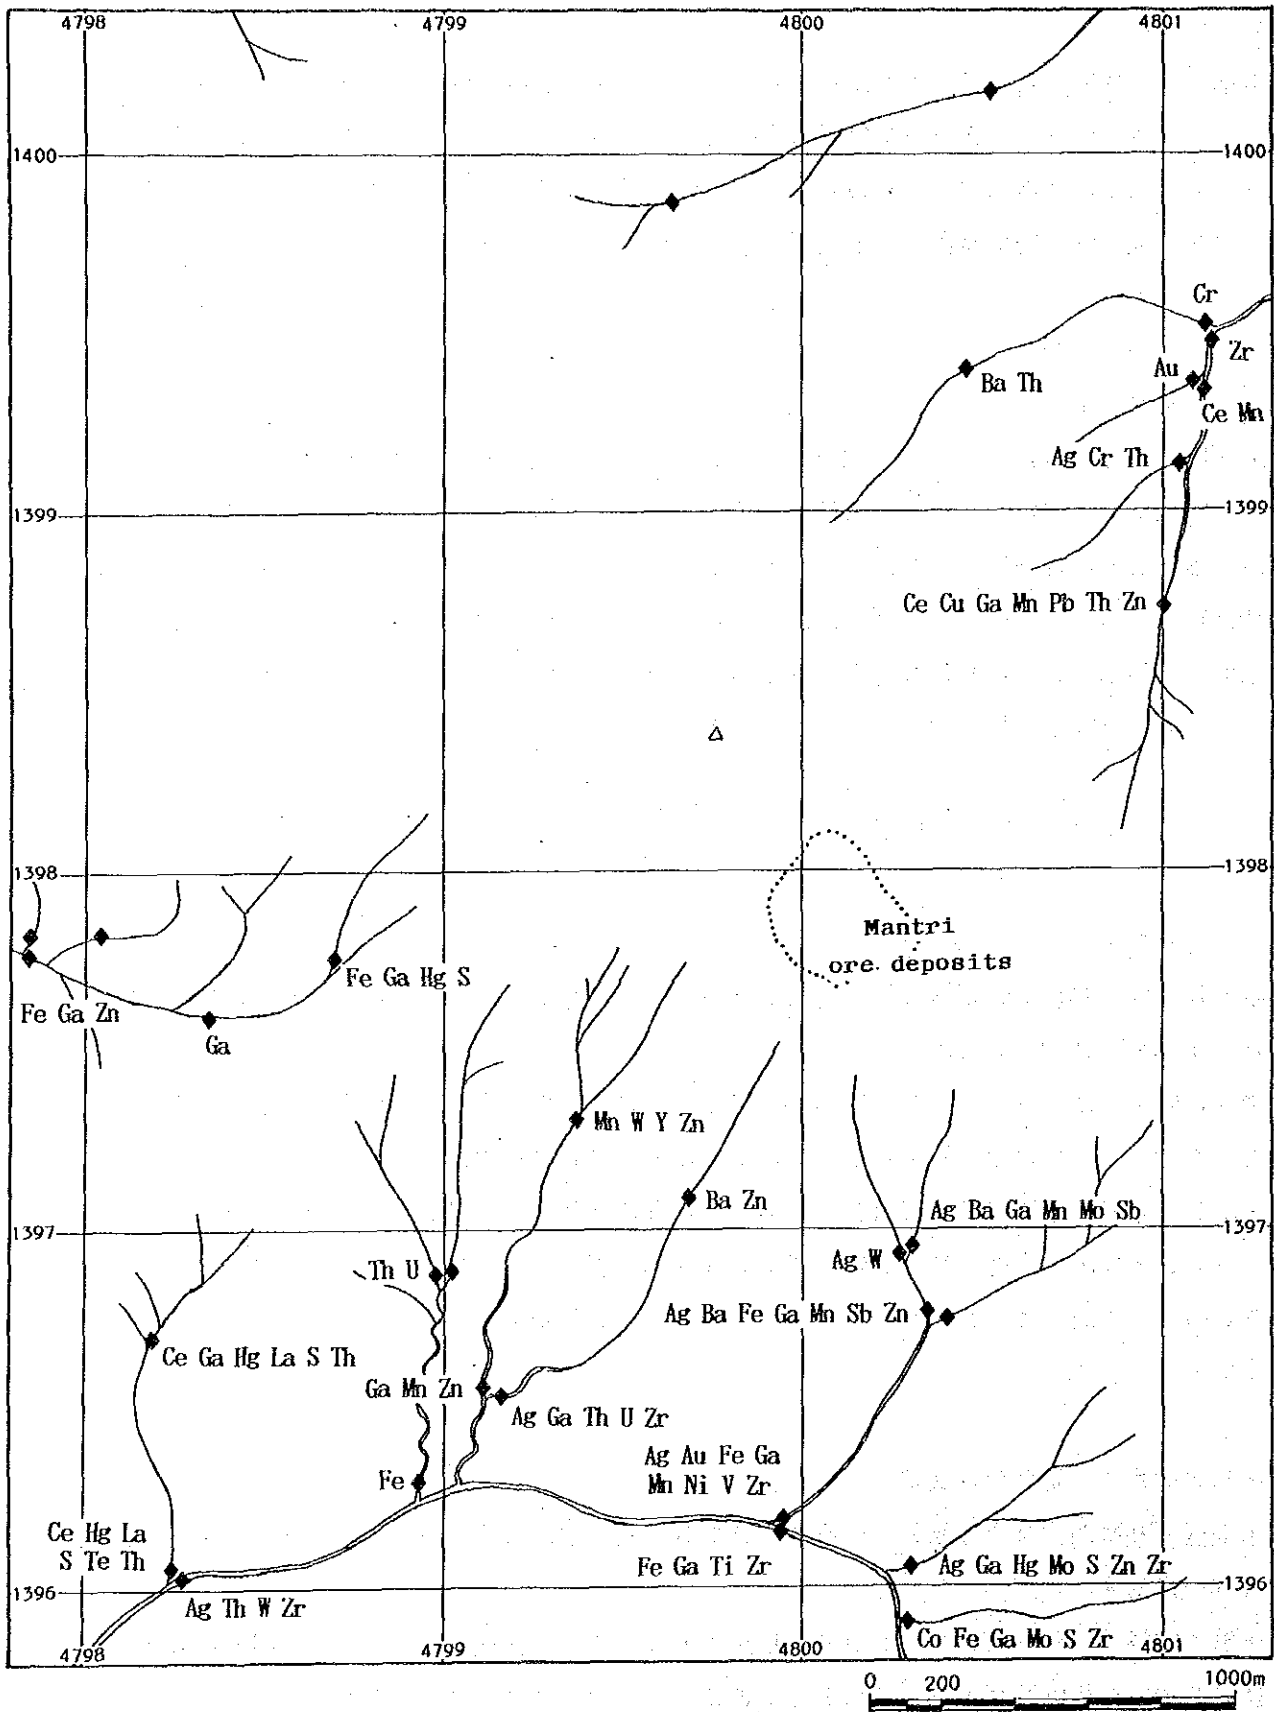 4798 4799 4800 4801
1400 1400
Cr
Zr
Au
Ba Th
Ce Mn
Ag Cr Th
1399 1399
Ce Cu Ga Mn Pb Th Zn
1398 1398
Mantri
ore deposits
Fe Ga Hg S
Fe Ga Zn
Ga
Mn W Y Zn
Ba Zn
Ag Ba Ga Mn Mo Sb
1397 1397
Ag W
Th U
Ag Ba Fe Ga Mn Sb Zn
Ce Ga Hg La S Th
Ga Mn Zn
Ag Ga Th U Zr
Ag Au Fe Ga
Mn Ni V Zr
Fe
Ce Hg La
S Te Th
Fe Ga Ti Zr
Ag Ga Hg Mo S Zn Zr
1396 1396
Ag Th W Zr
Co Fe Ga Mo S Zr
4798 4799 4800 4801
0 200 1000m